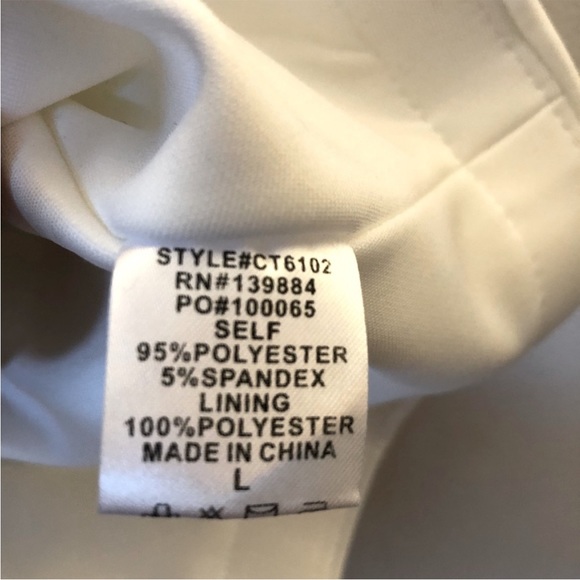 STYLE#CT6102
RN#139884
PO#100065
SELF
95%POLYESTER
5%SPANDEX
LINING
100%POLYESTER
MADE IN CHINA
L